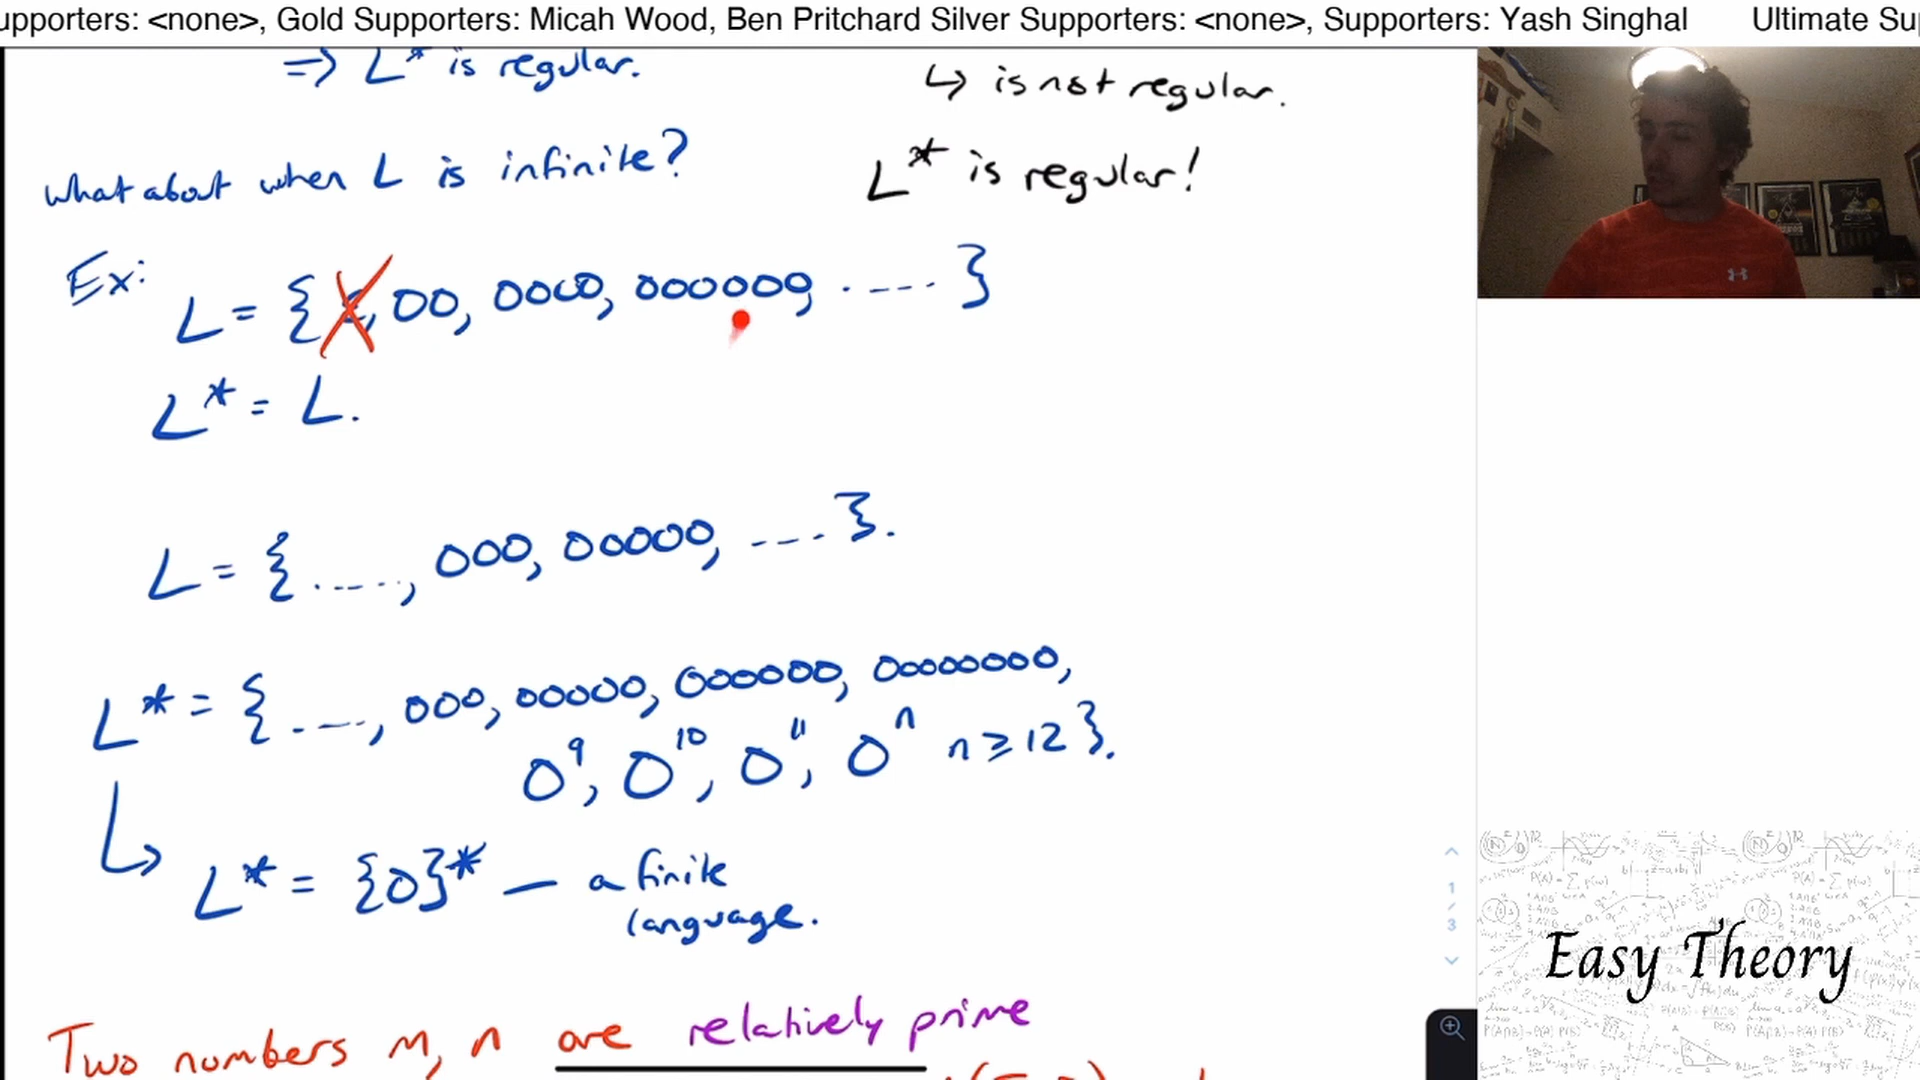 upporters: <none>, Gold Supporters: Micah Wood, Ben Pritchard Silver Supporters: <none>, Supporters: Yash Singhal Ultimate Su
=> L* is regular.
↳ is not regular.
What about when L is infinite?
L* is regular!
Ex:
L = { 00, 0000, 000000, .---- }
L* = L.
L = { .---., 000, 00000, ---. }.
L* = { .---., 000, 00000, 000000, 00000000,
0⁹, 0¹⁰, 0¹¹, 0ⁿ n ≥ 12 }.
↳ L* = {0}* — a finite
language.
Two numbers m, n are relatively prime
1
/
3
Easy Theory